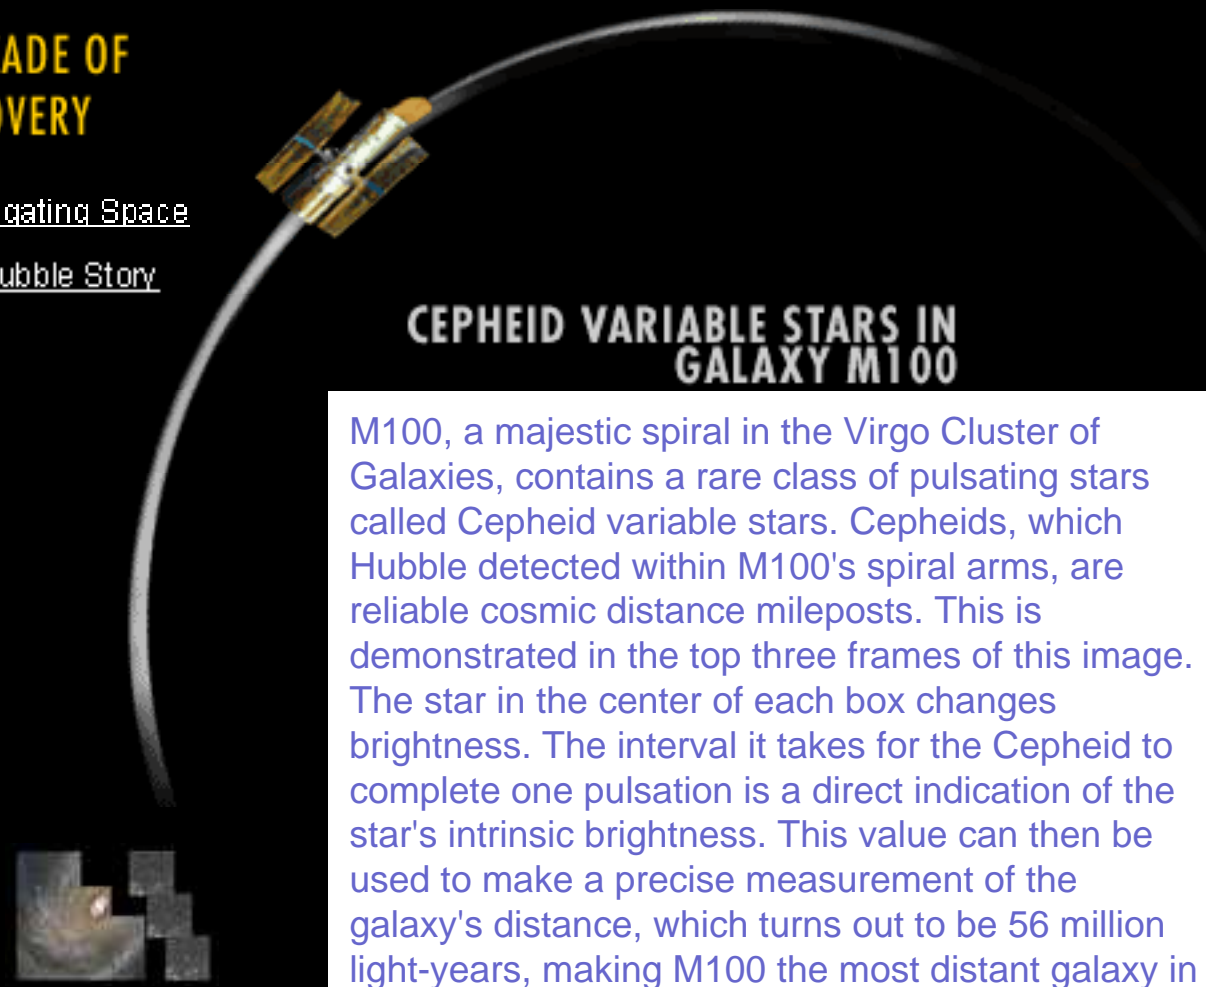 ADE OF
OVERY
gating Space
ubble Story
CEPHEID VARIABLE STARS IN
GALAXY M100
M100, a majestic spiral in the Virgo Cluster of
Galaxies, contains a rare class of pulsating stars
called Cepheid variable stars. Cepheids, which
Hubble detected within M100's spiral arms, are
reliable cosmic distance mileposts. This is
demonstrated in the top three frames of this image.
The star in the center of each box changes
brightness. The interval it takes for the Cepheid to
complete one pulsation is a direct indication of the
star's intrinsic brightness. This value can then be
used to make a precise measurement of the
galaxy's distance, which turns out to be 56 million
light-years, making M100 the most distant galaxy in